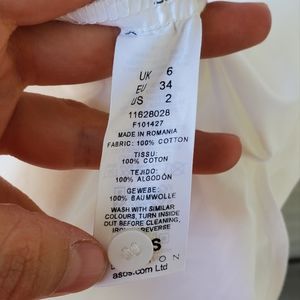 UK 6
EU 34
US 2
11628028
F101427
MADE IN ROMANIA
FABRIC: 100% COTTON
TISSU:
100% COTON
TEJIDO:
100% ALGODÓN
GEWEBE:
100% BAUMWOLLE
WASH WITH SIMILAR
COLOURS, TURN INSIDE
OUT BEFORE CLEANING,
REVERSE
asos.com Ltd